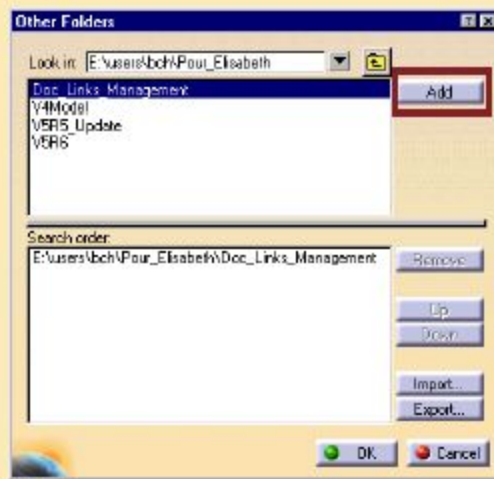 Other Folders
Look in: E:\users\bch\Pour_Elisabeth
Doc_Links_Management
Add
V4Model
V5R5_Update
V5R6
Search order:
E:\users\bch\Pour_Elisabeth\Doc_Links_Management
Remove
Up
Down
Import...
Export...
OK
Cancel